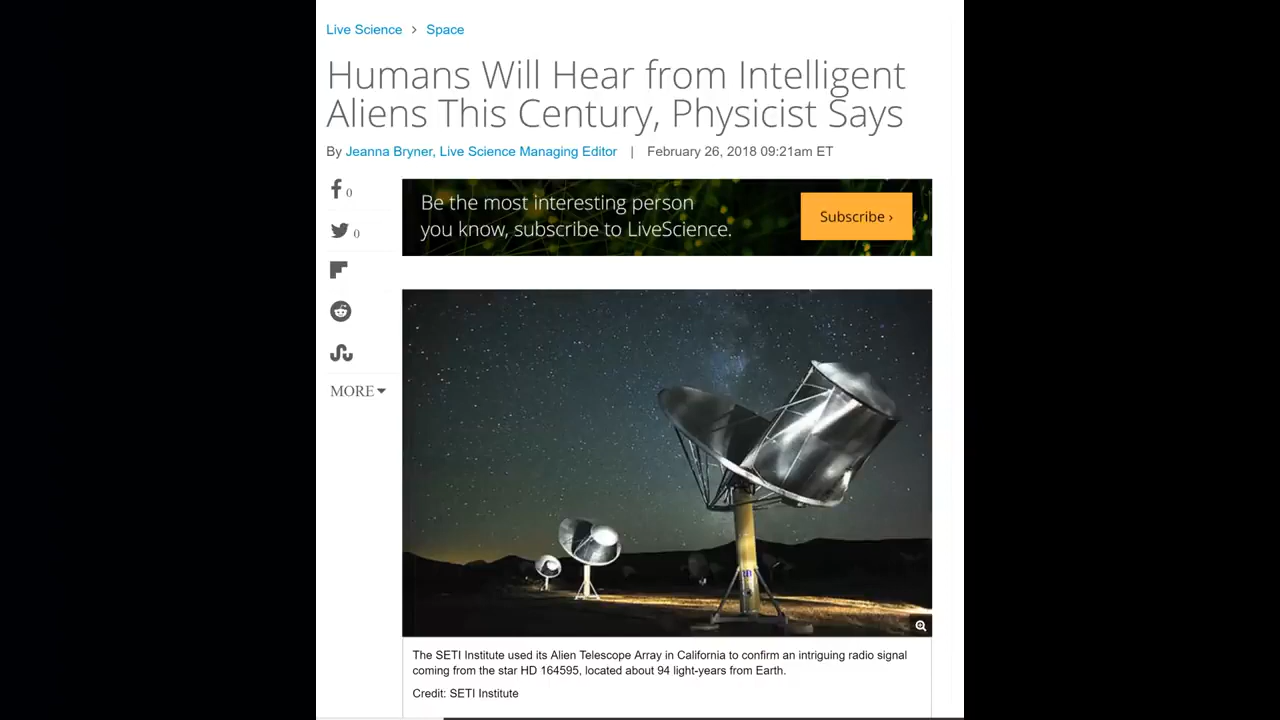 Live Science > Space
Humans Will Hear from Intelligent
Aliens This Century, Physicist Says
By Jeanna Bryner, Live Science Managing Editor | February 26, 2018 09:21am ET
0
Be the most interesting person
you know, subscribe to LiveScience.
Subscribe ›
0
MORE
The SETI Institute used its Alien Telescope Array in California to confirm an intriguing radio signal
coming from the star HD 164595, located about 94 light-years from Earth.
Credit: SETI Institute